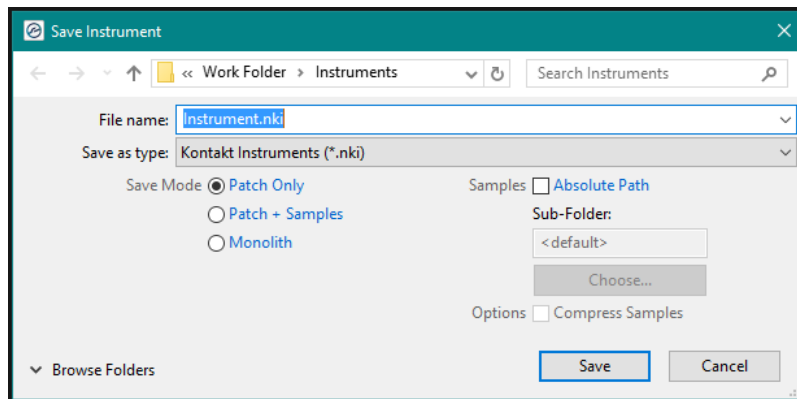 Save Instrument
« Work Folder > Instruments
Search Instruments
File name: Instrument.nki
Save as type: Kontakt Instruments (*.nki)
Save Mode Patch Only
Samples Absolute Path
Patch + Samples
Sub-Folder:
Monolith
<default>
Choose...
Options Compress Samples
Browse Folders
Save
Cancel